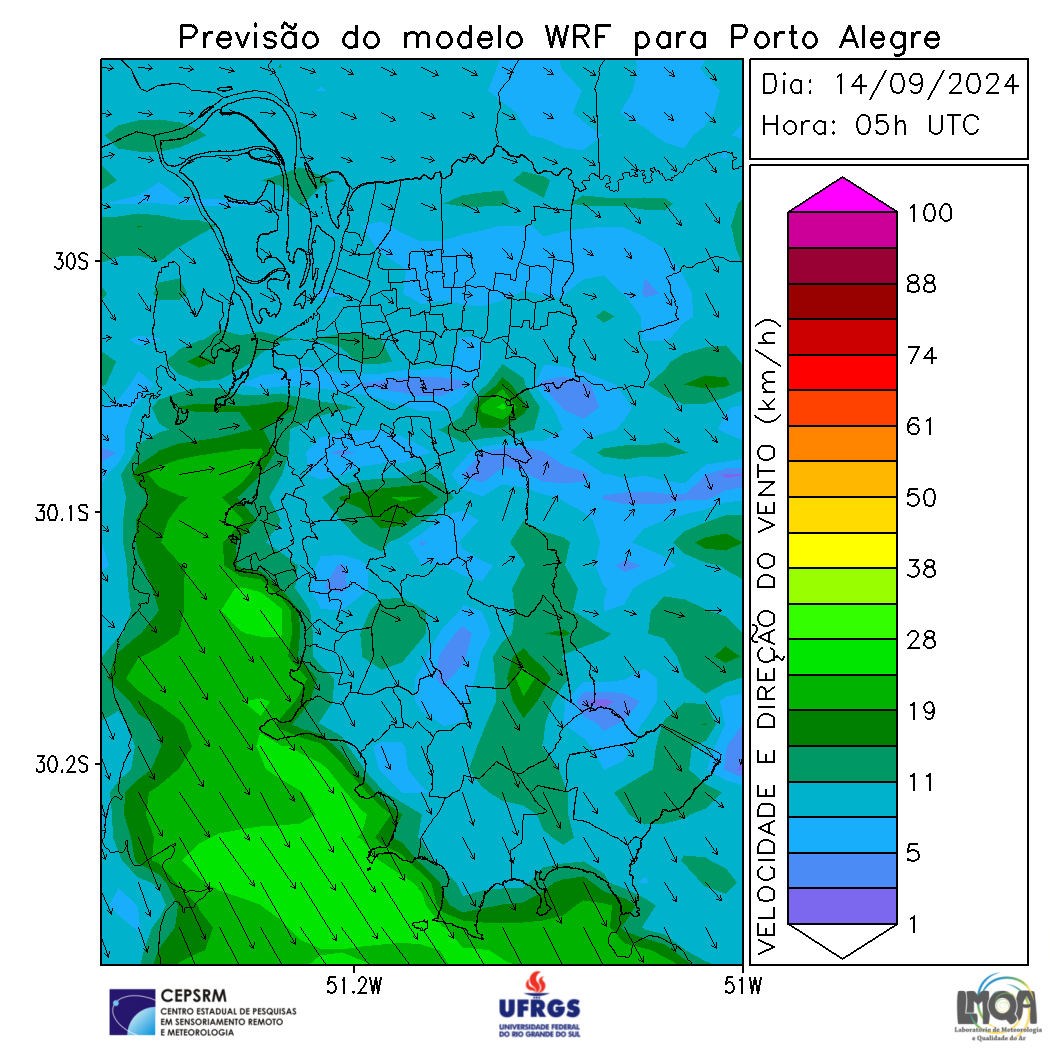 Previsão do modelo WRF para Porto Alegre
Dia: 14/09/2024
Hora: 05h UTC
30S
30.1S
30.2S
51.2W
51W
VELOCIDADE E DIREÇÃO DO VENTO (km/h)
100
88
74
61
50
38
28
19
11
5
1
CEPSRM
CENTRO ESTADUAL DE PESQUISAS
EM SENSORIAMENTO REMOTO
E METEOROLOGIA
UFRGS
UNIVERSIDADE FEDERAL
DO RIO GRANDE DO SUL
LMQA
Laboratório de Meteorologia
e Qualidade do Ar